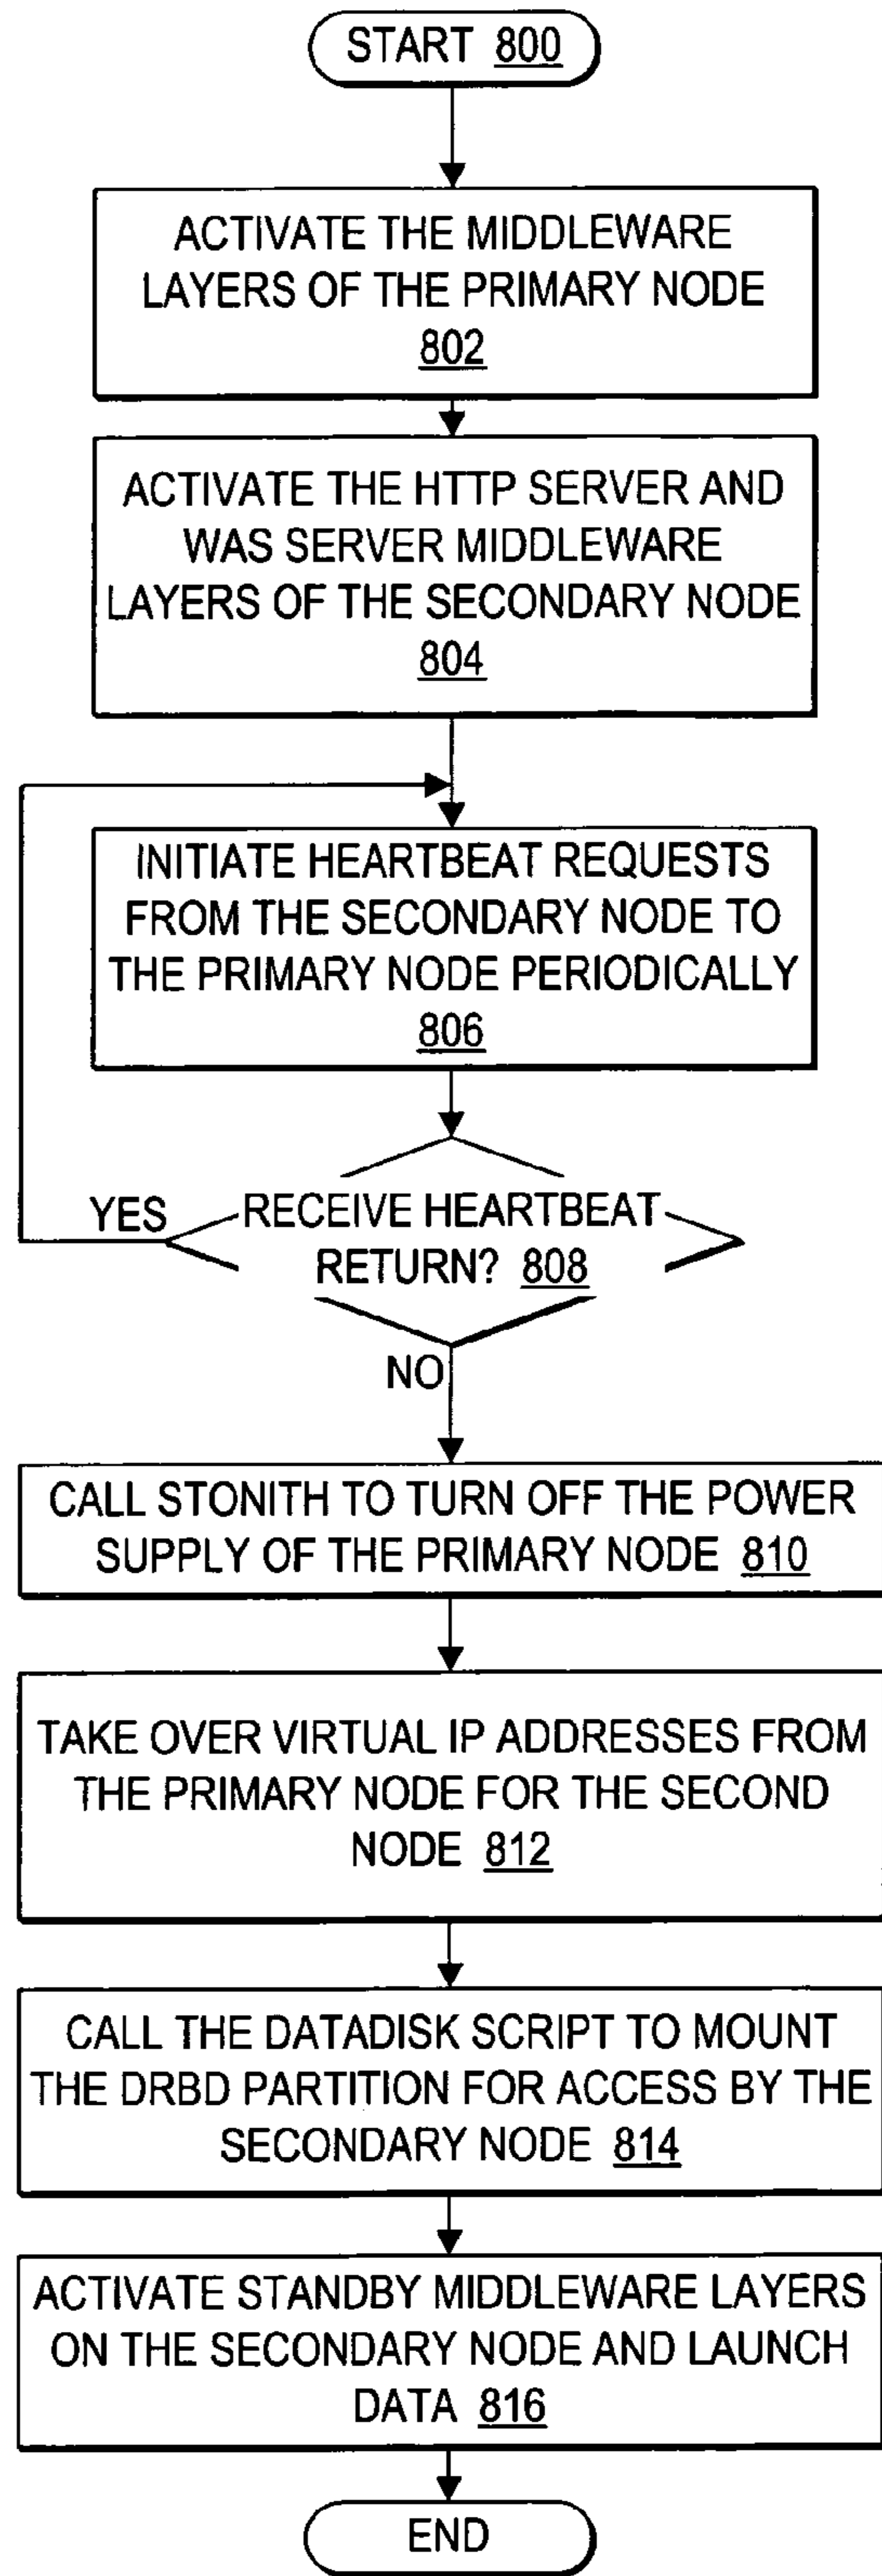 START 800
ACTIVATE THE MIDDLEWARE
LAYERS OF THE PRIMARY NODE
802
ACTIVATE THE HTTP SERVER AND
WAS SERVER MIDDLEWARE
LAYERS OF THE SECONDARY NODE
804
INITIATE HEARTBEAT REQUESTS
FROM THE SECONDARY NODE TO
THE PRIMARY NODE PERIODICALLY
806
YES
RECEIVE HEARTBEAT
RETURN? 808
NO
CALL STONITH TO TURN OFF THE POWER
SUPPLY OF THE PRIMARY NODE 810
TAKE OVER VIRTUAL IP ADDRESSES FROM
THE PRIMARY NODE FOR THE SECOND
NODE 812
CALL THE DATADISK SCRIPT TO MOUNT
THE DRBD PARTITION FOR ACCESS BY THE
SECONDARY NODE 814
ACTIVATE STANDBY MIDDLEWARE LAYERS
ON THE SECONDARY NODE AND LAUNCH
DATA 816
END